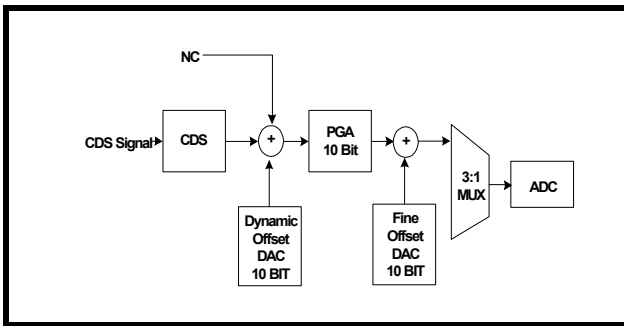 NC
CDS Signal
CDS
+
PGA
10 Bit
+
3:1
MUX
ADC
Dynamic
Offset
DAC
10 BIT
Fine
Offset
DAC
10 BIT